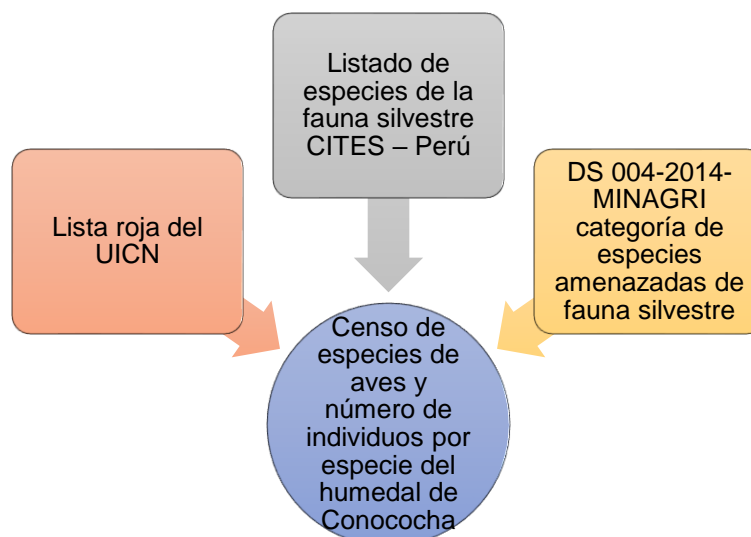 Listado de
especies de la
fauna silvestre
CITES – Perú
Lista roja del
UICN
DS 004-2014-
MINAGRI
categoría de
especies
amenazadas de
fauna silvestre
Censo de
especies de
aves y
número de
individuos por
especie del
humedal de
Conococha